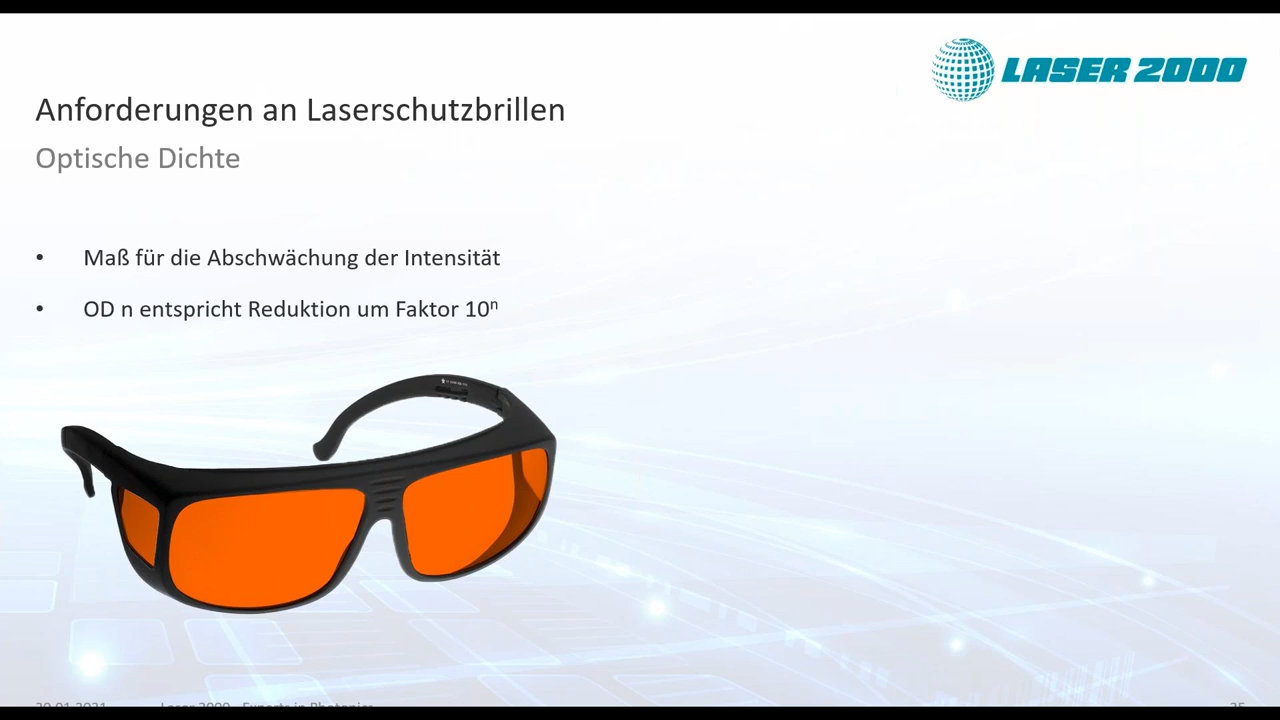 LASER 2000
Anforderungen an Laserschutzbrillen
Optische Dichte
• Maß für die Abschwächung der Intensität
• OD n entspricht Reduktion um Faktor 10ⁿ